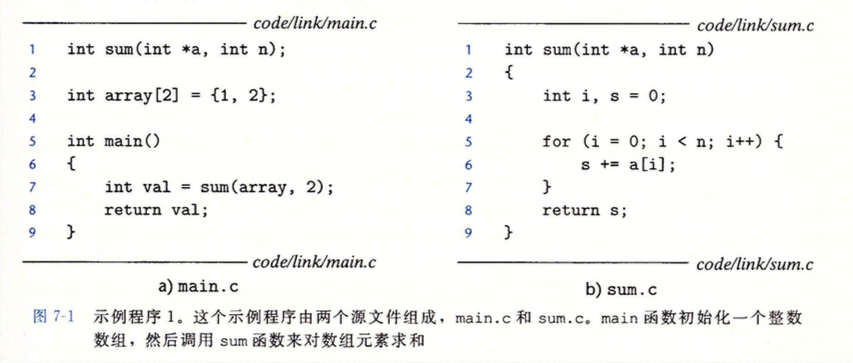 code/link/main.c
1 int sum(int *a, int n);
2
3 int array[2] = {1, 2};
4
5 int main()
6 {
7 int val = sum(array, 2);
8 return val;
9 }
code/link/main.c
a) main.c
code/link/sum.c
1 int sum(int *a, int n)
2 {
3 int i, s = 0;
4
5 for (i = 0; i < n; i++) {
6 s += a[i];
7 }
8 return s;
9 }
code/link/sum.c
b) sum.c
图 7-1 示例程序 1。这个示例程序由两个源文件组成，main.c 和 sum.c。main 函数初始化一个整数
数组，然后调用 sum 函数来对数组元素求和